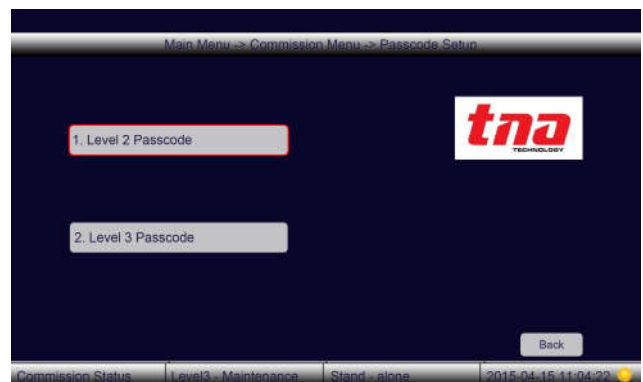 Main Menu -> Commission Menu -> Passcode Setup
tna
TECHNOLOGY
1. Level 2 Passcode
2. Level 3 Passcode
Back
Commission Status Level3 - Maintenance Stand - alone 2015-04-15 11:04:22